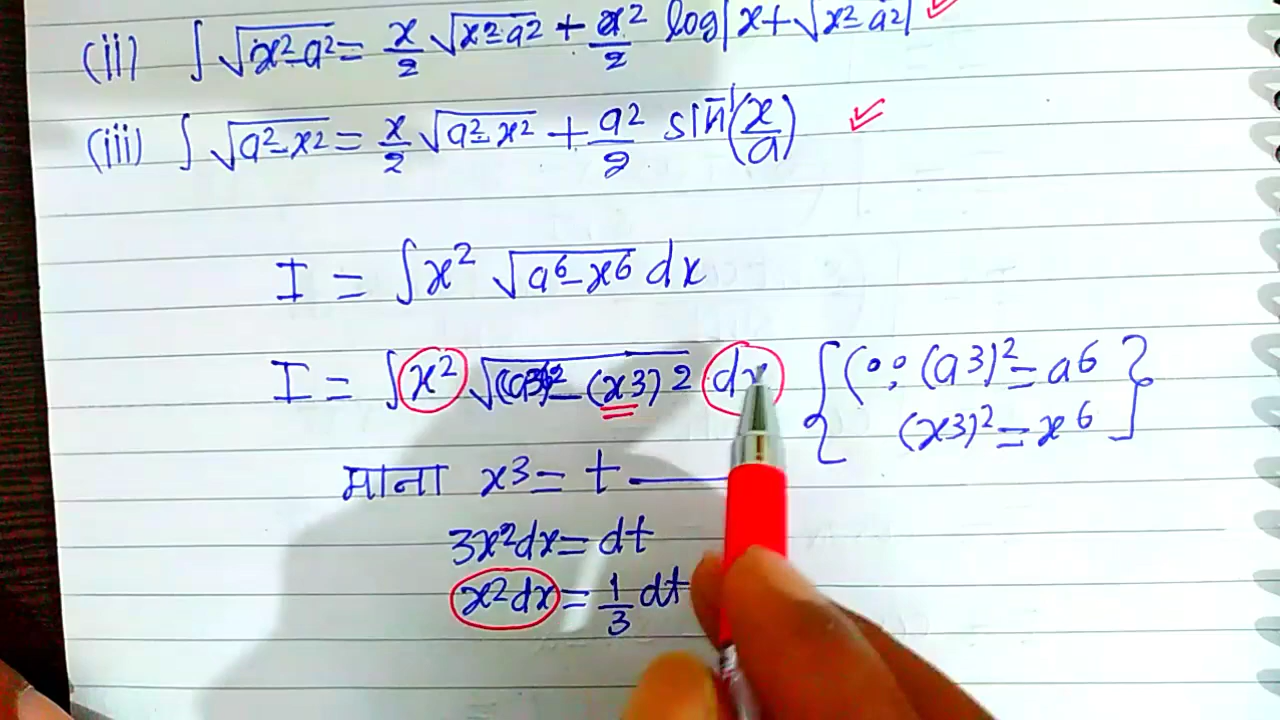 (ii) ∫ √x²-a² = x/2 √x²-a² + a²/2 log|x+√x²-a²|
(iii) ∫ √a²-x² = x/2 √a²-x² + a²/2 sin⁻¹(x/a)
I = ∫x² √a⁶-x⁶ dx
I = ∫x² √(a³)²-(x³)² dx {(∵ (a³)²=a⁶
(x³)²=x⁶ }
माना x³ = t
3x²dx = dt
x²dx = 1/3 dt